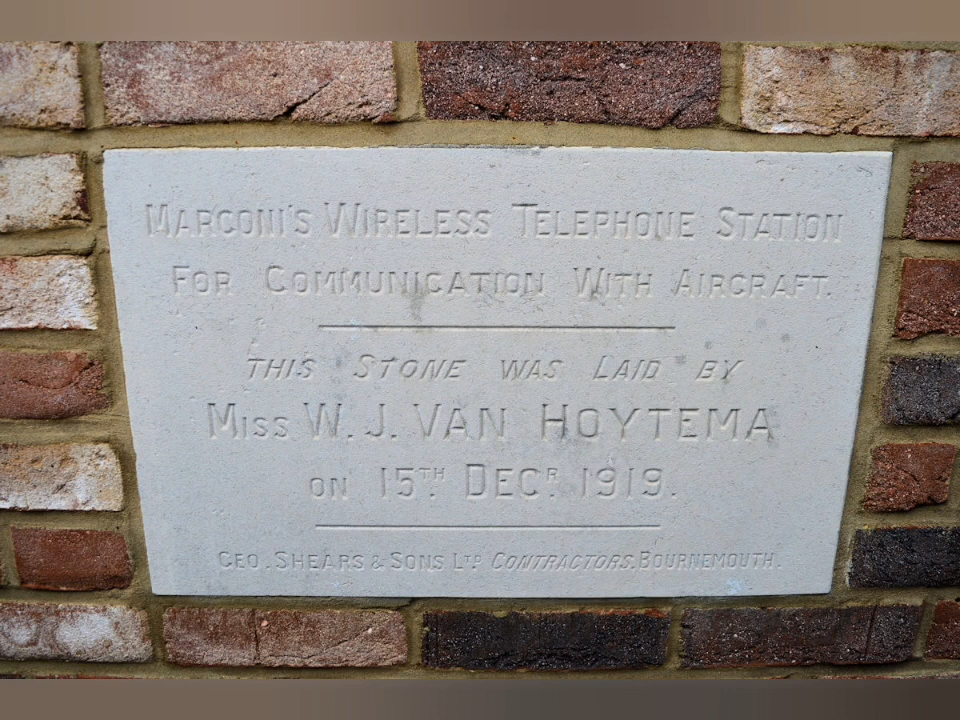 MARCONI'S WIRELESS TELEPHONE STATION
FOR COMMUNICATION WITH AIRCRAFT.
THIS STONE WAS LAID BY
MISS W. J. VAN HOYTEMA
ON 15TH. DECR. 1919.
GEO. SHEARS & SONS LTD CONTRACTORS. BOURNEMOUTH.